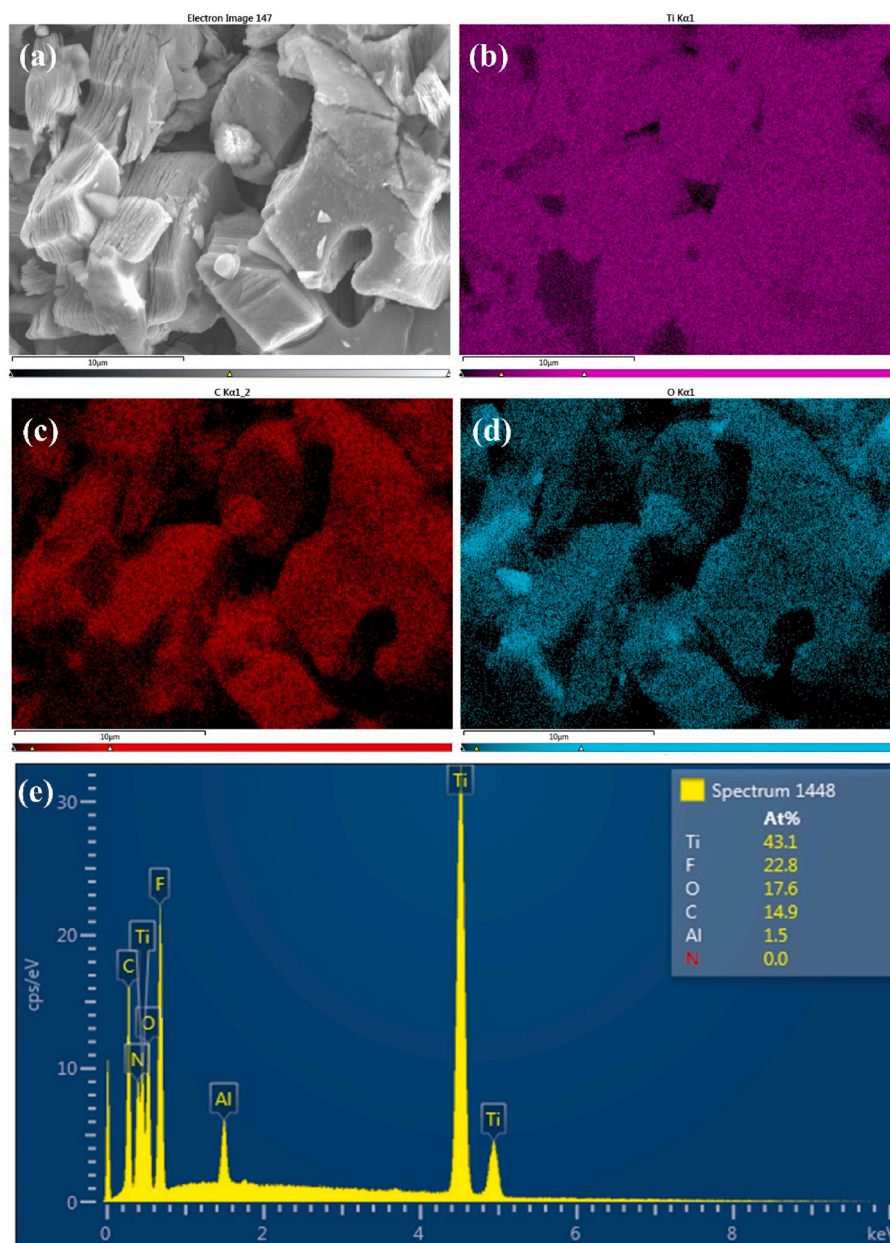 Electron Image 147
Ti Kα1
(a)
(b)
10µm
10µm
C Kα1_2
O Kα1
(c)
(d)
10µm
10µm
(e)
cps/eV
30
20
10
0
0
2
4
6
8
keV
C
N
Ti
O
F
Al
Ti
Ti
Spectrum 1448
At%
Ti 43.1
F 22.8
O 17.6
C 14.9
Al 1.5
N 0.0